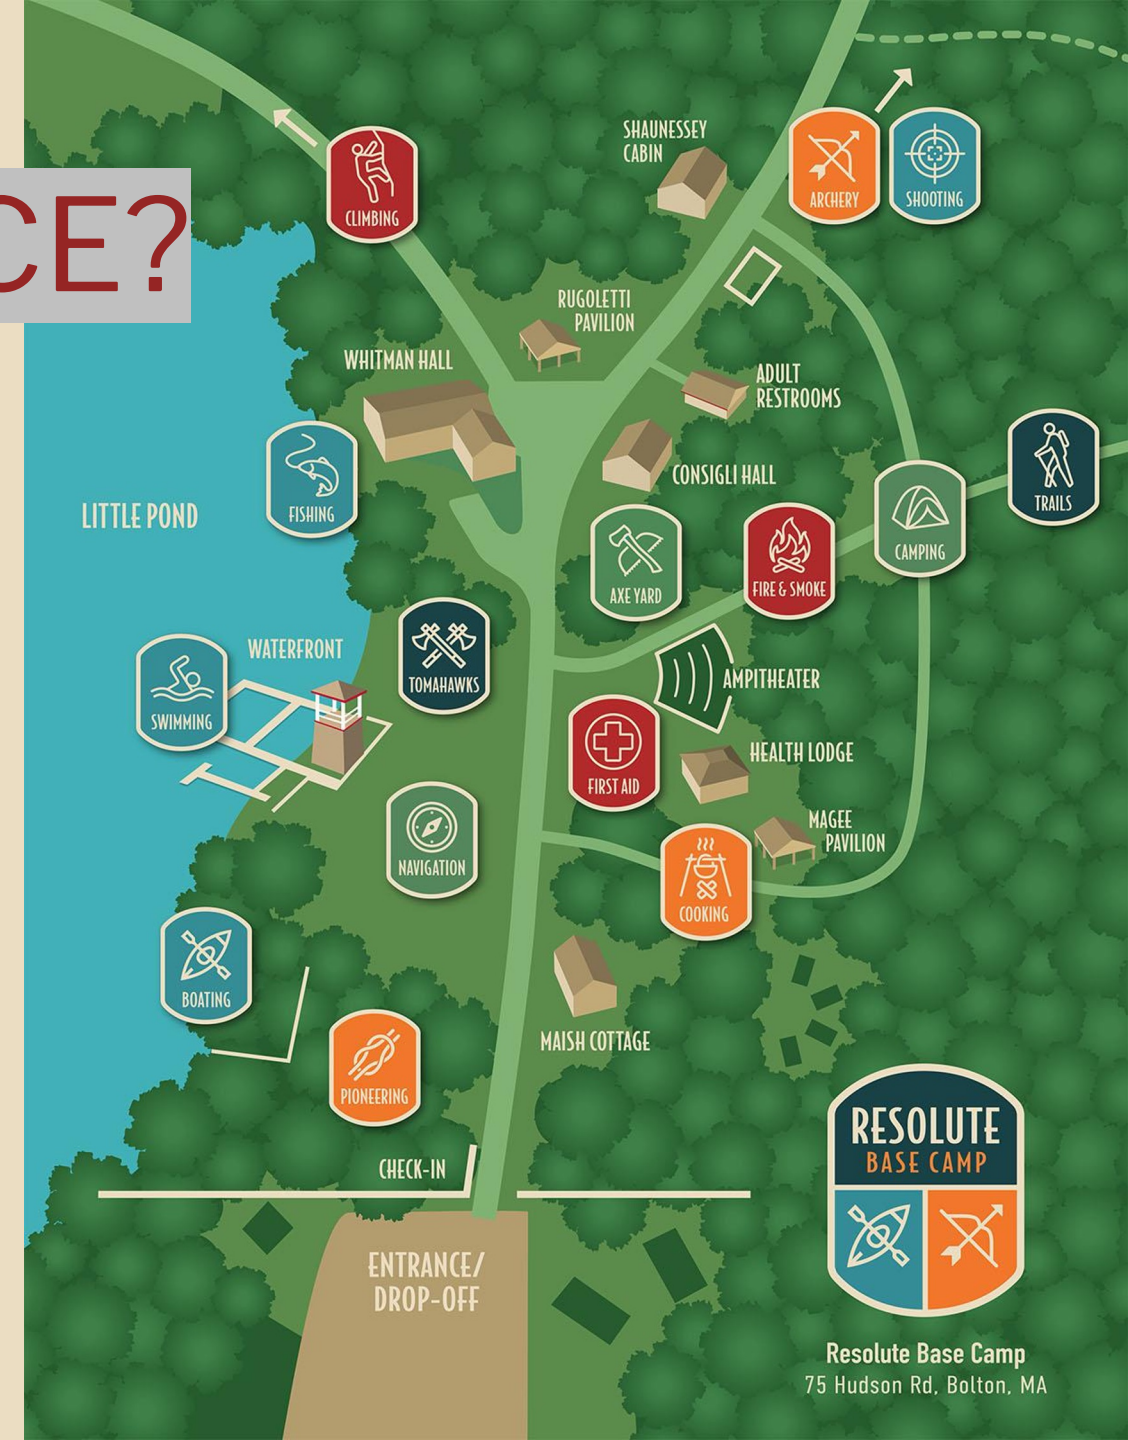 CE?
SHAUNESSEY
CABIN
ARCHERY
SHOOTING
CLIMBING
RUGOLETTI
PAVILION
WHITMAN HALL
ADULT
RESTROOMS
CONSIGLI HALL
TRAILS
FISHING
LITTLE POND
CAMPING
AXE YARD
FIRE & SMOKE
WATERFRONT
TOMAHAWKS
AMPITHEATER
SWIMMING
FIRST AID
HEALTH LODGE
MAGEE
PAVILION
NAVIGATION
COOKING
BOATING
MAISH COTTAGE
PIONEERING
CHECK-IN
RESOLUTE
BASE CAMP
ENTRANCE/
DROP-OFF
Resolute Base Camp
75 Hudson Rd, Bolton, MA